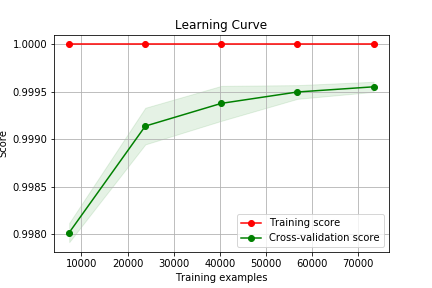 Learning Curve
1.0000
0.9995
0.9990
0.9985
0.9980
Score
10000 20000 30000 40000 50000 60000 70000
Training examples
Training score
Cross-validation score